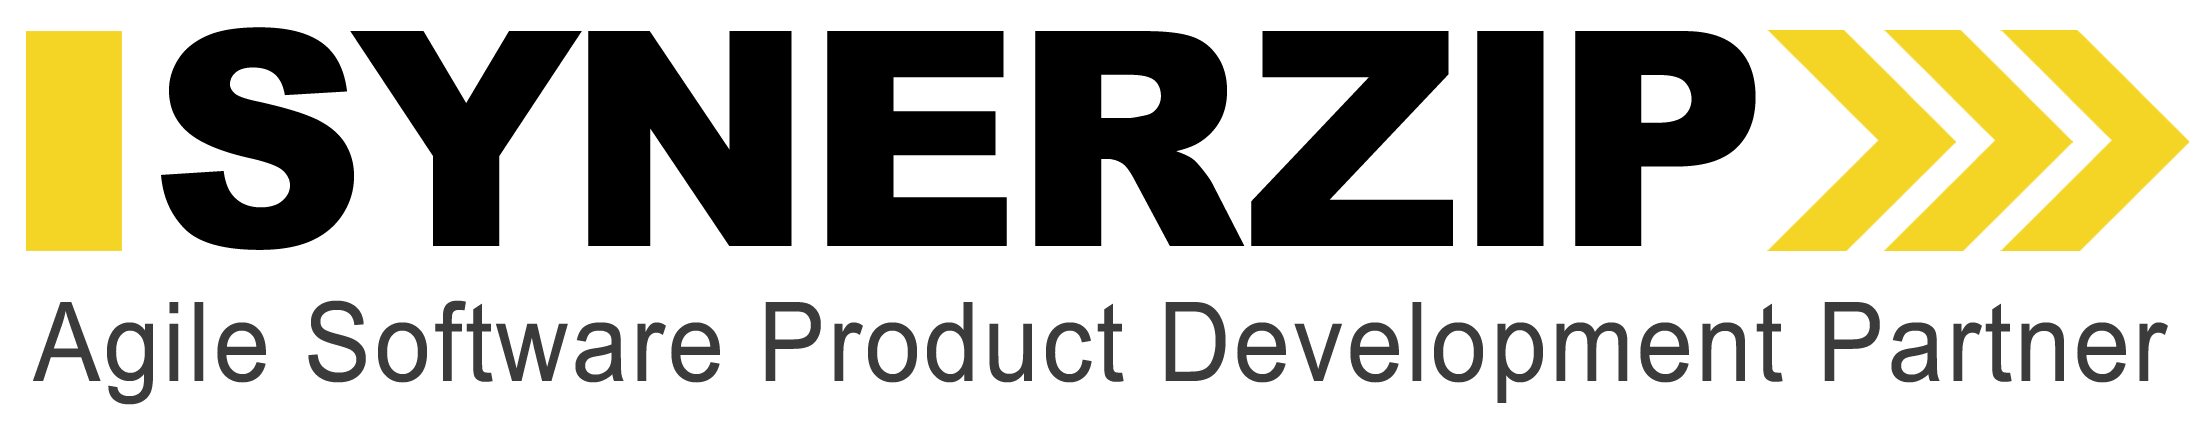 SYNERZIP
Agile Software Product Development Partner